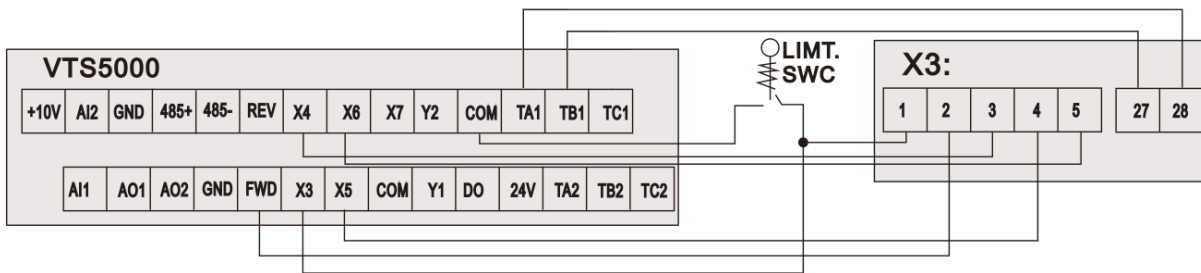 LIMT.
SWC
VTS5000
X3:
+10V AI2 GND 485+ 485- REV X4 X6 X7 Y2 COM TA1 TB1 TC1
1 2 3 4 5 27 28
AI1 AO1 AO2 GND FWD X3 X5 COM Y1 DO 24V TA2 TB2 TC2